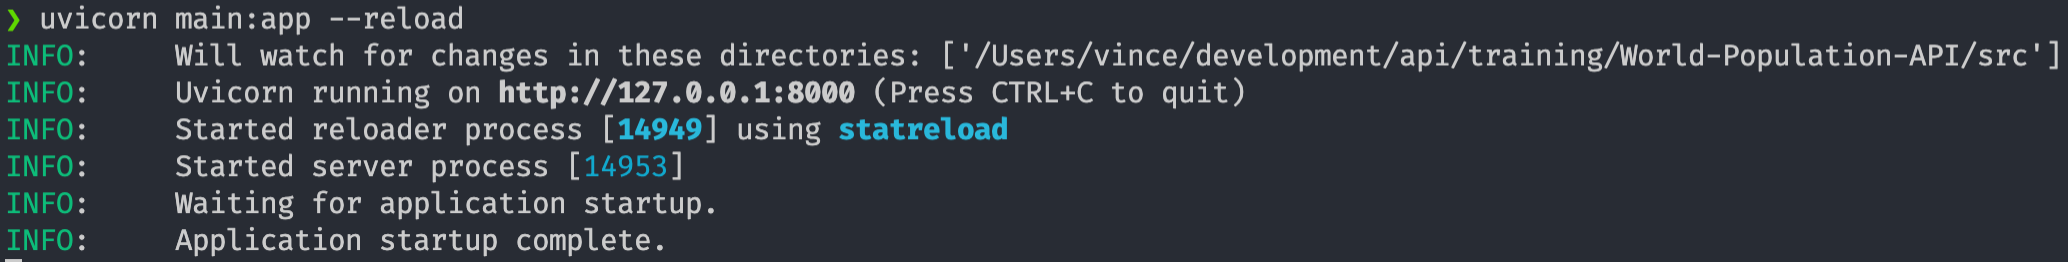 ❯ uvicorn main:app --reload
INFO:     Will watch for changes in these directories: ['/Users/vince/development/api/training/World-Population-API/src']
INFO:     Uvicorn running on http://127.0.0.1:8000 (Press CTRL+C to quit)
INFO:     Started reloader process [14949] using statreload
INFO:     Started server process [14953]
INFO:     Waiting for application startup.
INFO:     Application startup complete.